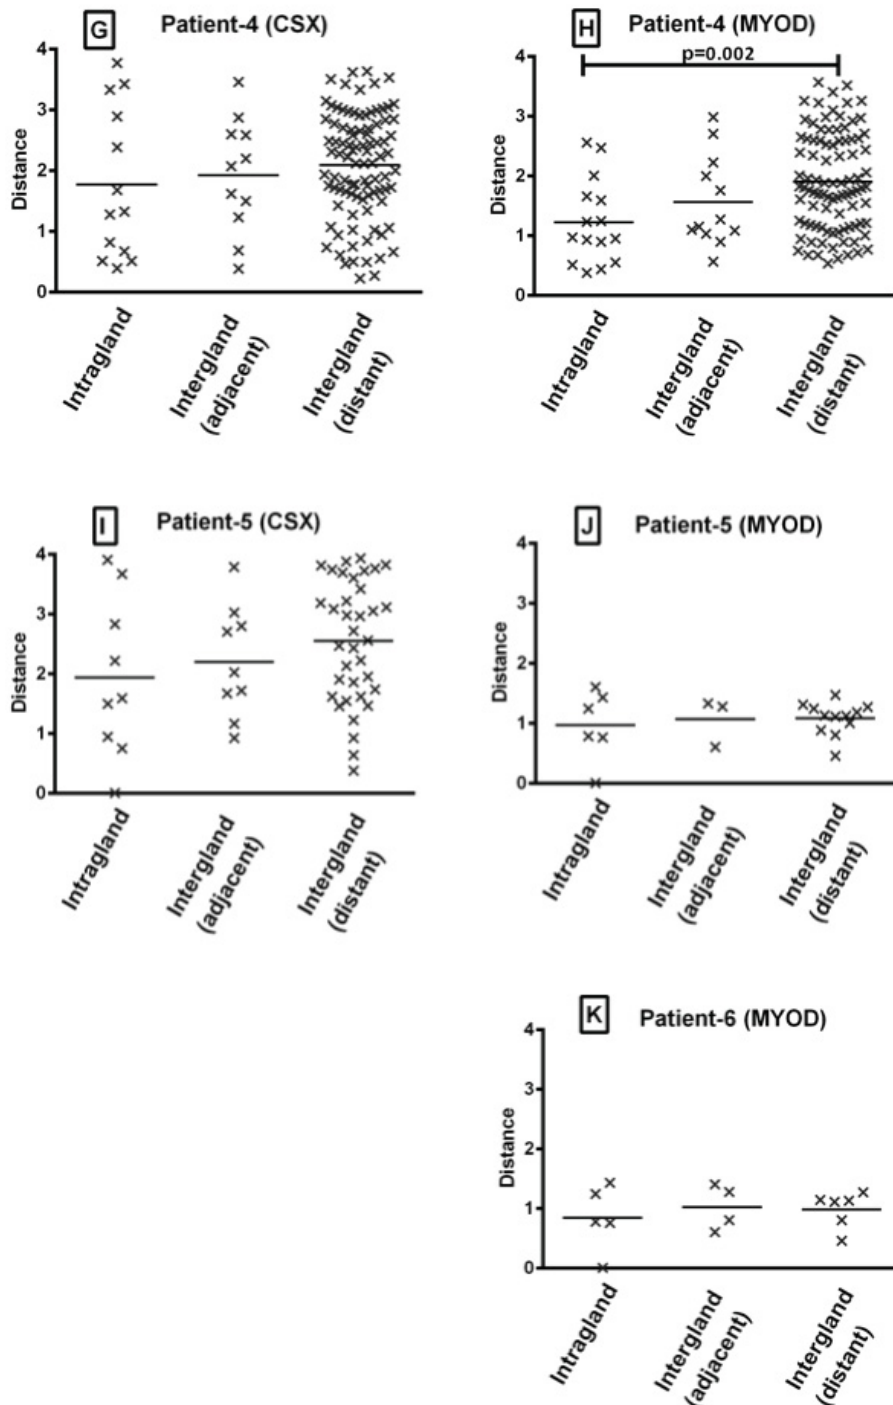 G Patient-4 (CSX)
4
3
2
1
0
Distance
Intragland
Intergland
(adjacent)
Intergland
(distant)
H Patient-4 (MYOD)
p=0.002
4
3
2
1
0
Distance
Intragland
Intergland
(adjacent)
Intergland
(distant)
I Patient-5 (CSX)
4
3
2
1
0
Distance
Intragland
Intergland
(adjacent)
Intergland
(distant)
J Patient-5 (MYOD)
4
3
2
1
0
Distance
Intragland
Intergland
(adjacent)
Intergland
(distant)
K Patient-6 (MYOD)
4
3
2
1
0
Distance
Intragland
Intergland
(adjacent)
Intergland
(distant)